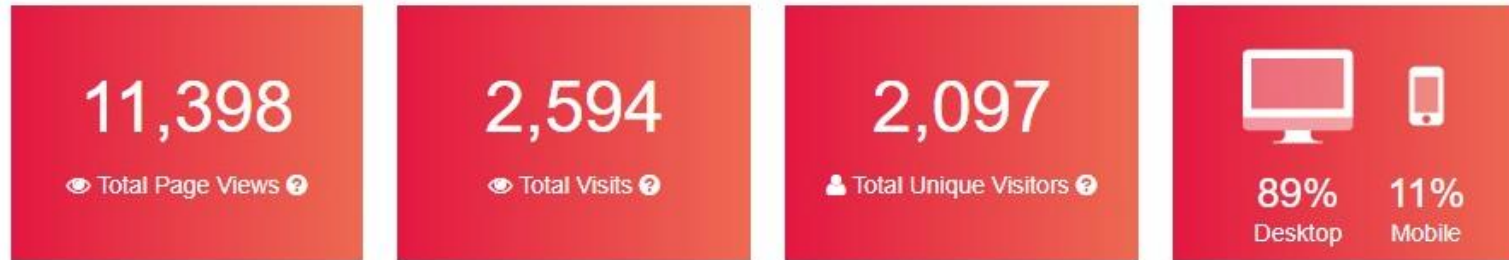 11,398
Total Page Views ?
2,594
Total Visits ?
2,097
Total Unique Visitors ?
89%
Desktop
11%
Mobile